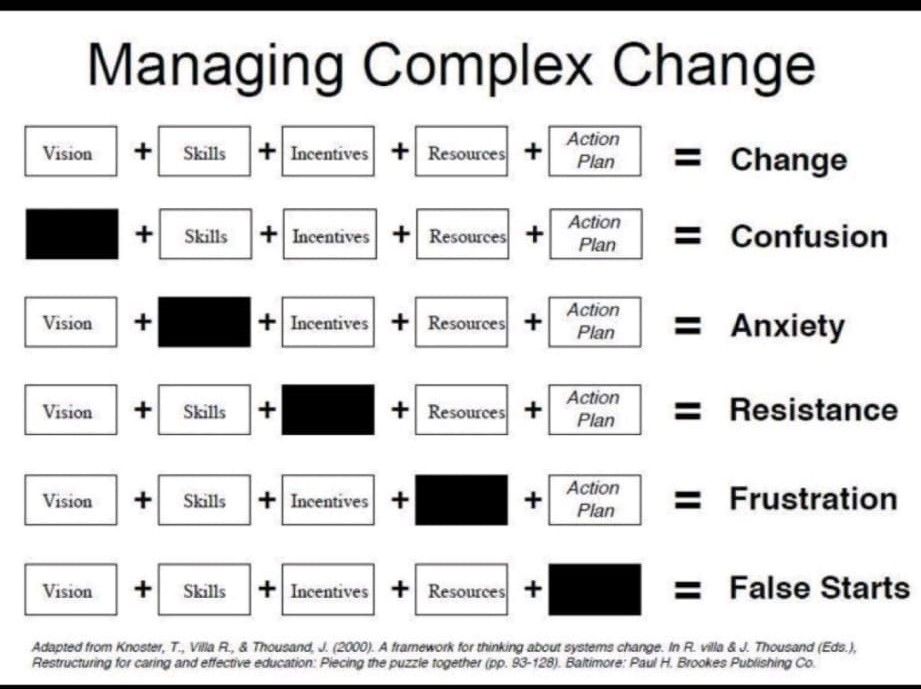 Managing Complex Change
Vision + Skills + Incentives + Resources + Action Plan = Change
+ Skills + Incentives + Resources + Action Plan = Confusion
Vision + + Incentives + Resources + Action Plan = Anxiety
Vision + Skills + + Resources + Action Plan = Resistance
Vision + Skills + Incentives + + Action Plan = Frustration
Vision + Skills + Incentives + Resources + = False Starts
Adapted from Knoster, T., Villa R., & Thousand, J. (2000). A framework for thinking about systems change. In R. villa & J. Thousand (Eds.),
Restructuring for caring and effective education: Piecing the puzzle together (pp. 93-128). Baltimore: Paul H. Brookes Publishing Co.